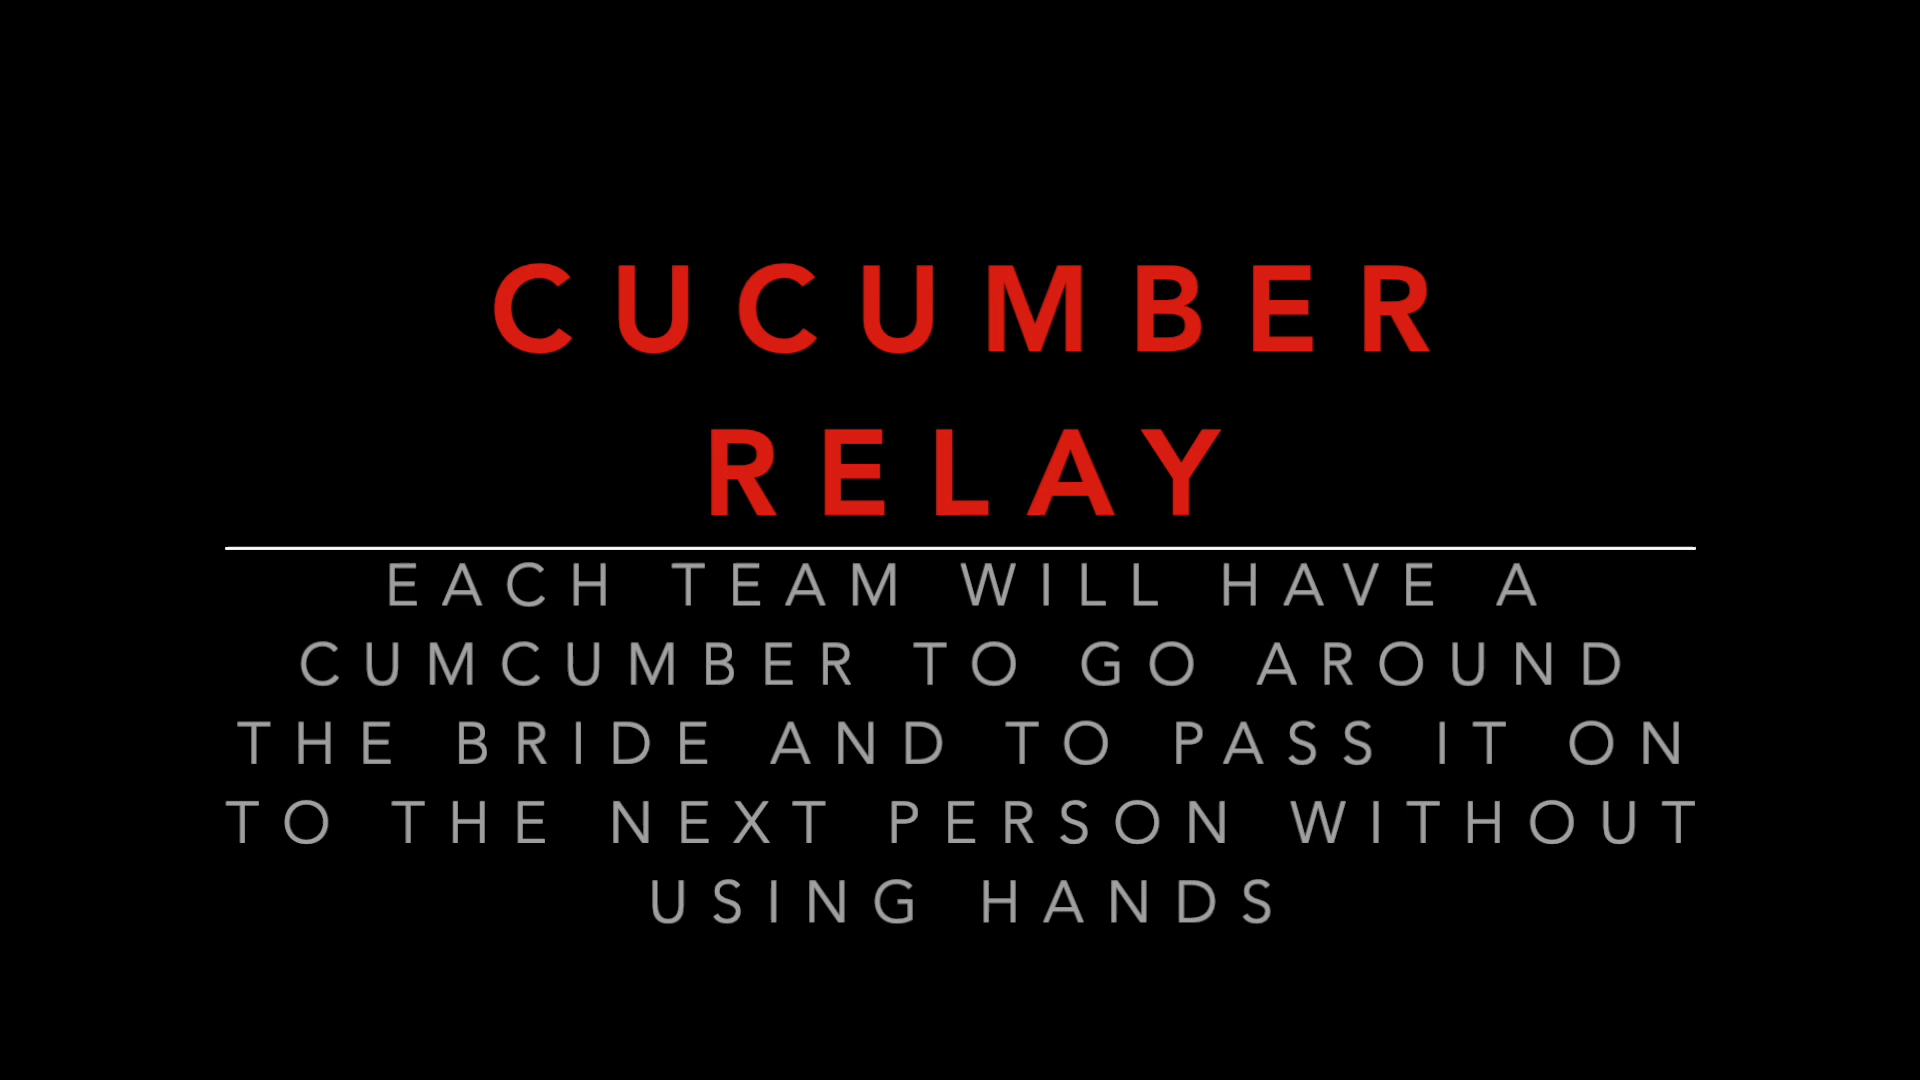 CUCUMBER
RELAY
EACH TEAM WILL HAVE A
CUMCUMBER TO GO AROUND
THE BRIDE AND TO PASS IT ON
TO THE NEXT PERSON WITHOUT
USING HANDS